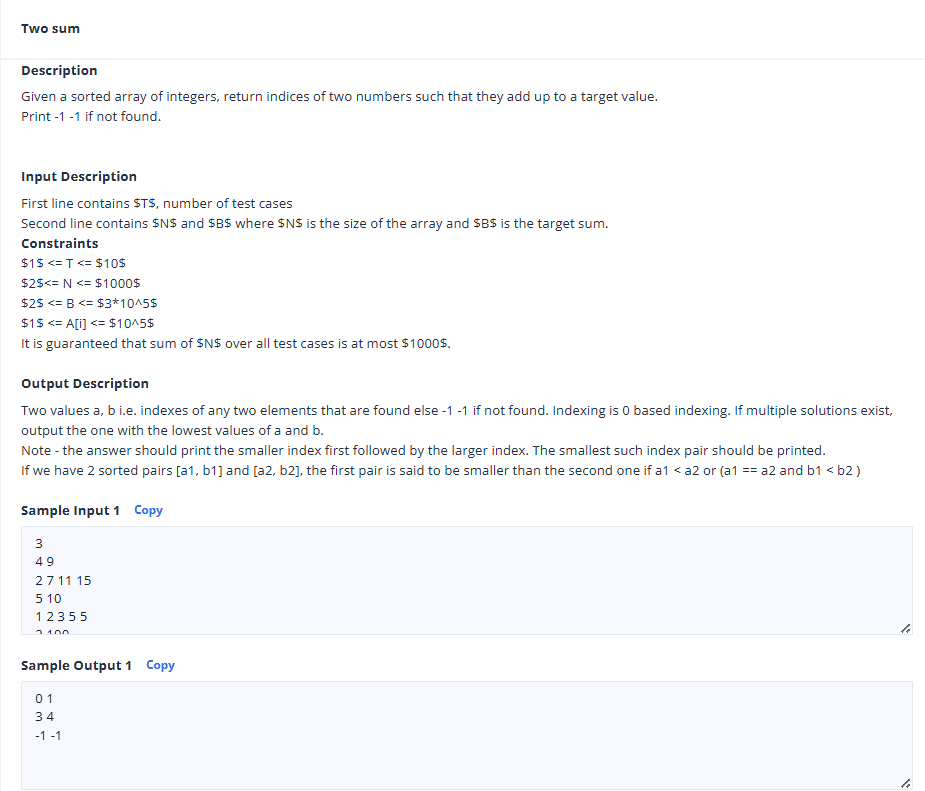 Two sum
Description
Given a sorted array of integers, return indices of two numbers such that they add up to a target value.
Print -1 -1 if not found.
Input Description
First line contains $T$, number of test cases
Second line contains $N$ and $B$ where $N$ is the size of the array and $B$ is the target sum.
Constraints
$1$ <= T <= $10$
$2$<= N <= $1000$
$2$ <= B <= $3*10^5$
$1$ <= A[i] <= $10^5$
It is guaranteed that sum of $N$ over all test cases is at most $1000$.
Output Description
Two values a, b i.e. indexes of any two elements that are found else -1 -1 if not found. Indexing is 0 based indexing. If multiple solutions exist,
output the one with the lowest values of a and b.
Note - the answer should print the smaller index first followed by the larger index. The smallest such index pair should be printed.
If we have 2 sorted pairs [a1, b1] and [a2, b2], the first pair is said to be smaller than the second one if a1 < a2 or (a1 == a2 and b1 < b2 )
Sample Input 1 Copy
3
4 9
2 7 11 15
5 10
1 2 3 5 5
Sample Output 1 Copy
0 1
3 4
-1 -1